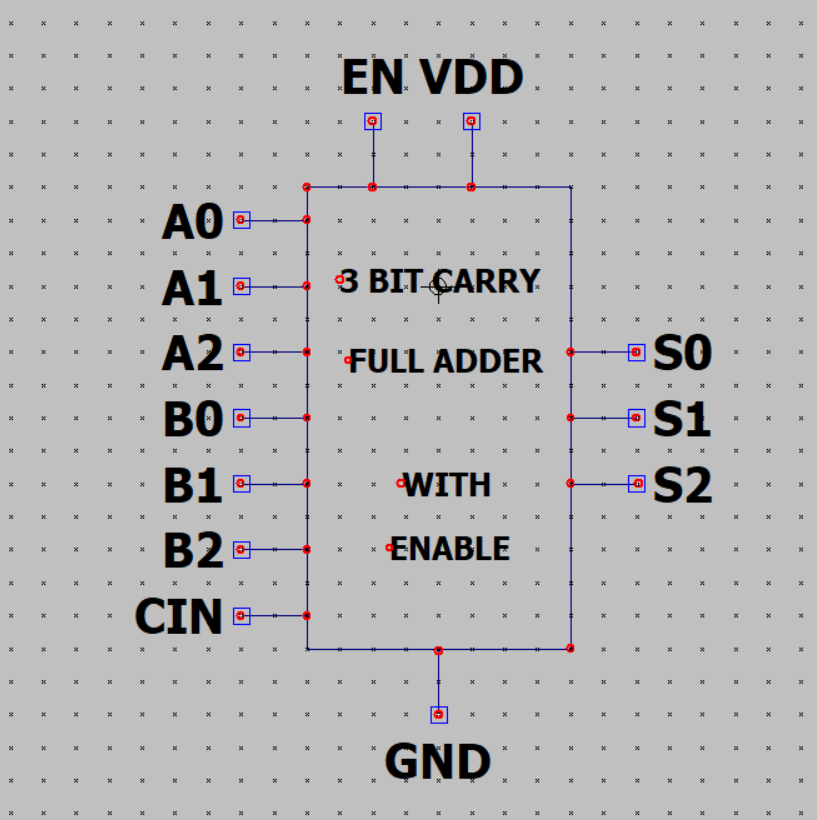 EN VDD
A0
A1
3 BIT CARRY
A2
FULL ADDER
S0
B0
S1
B1
WITH
S2
B2
ENABLE
CIN
GND